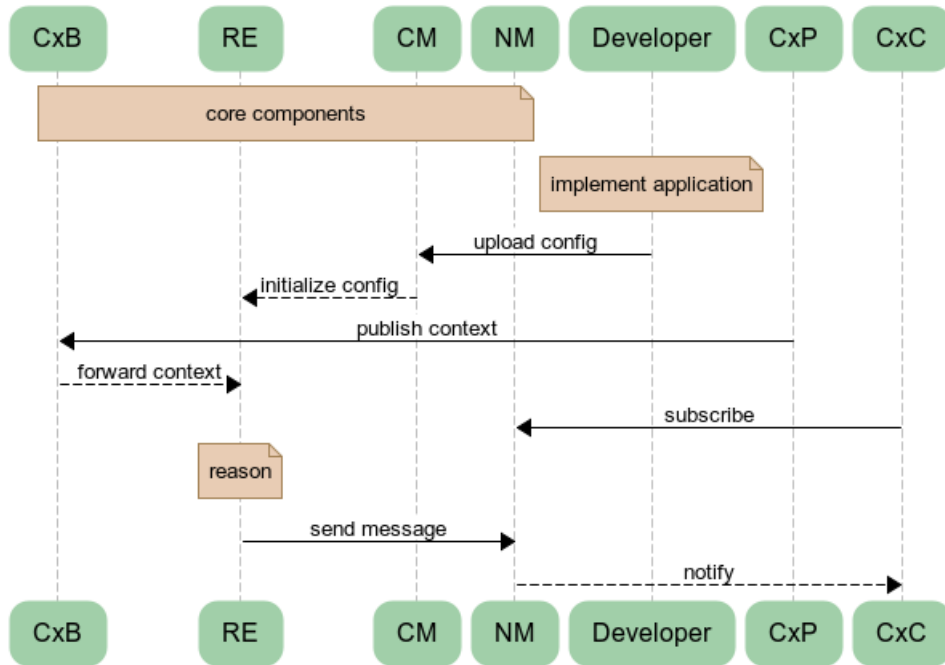 CxB RE CM NM Developer CxP CxC
core components
implement application
upload config
initialize config
publish context
forward context
subscribe
reason
send message
notify
CxB RE CM NM Developer CxP CxC